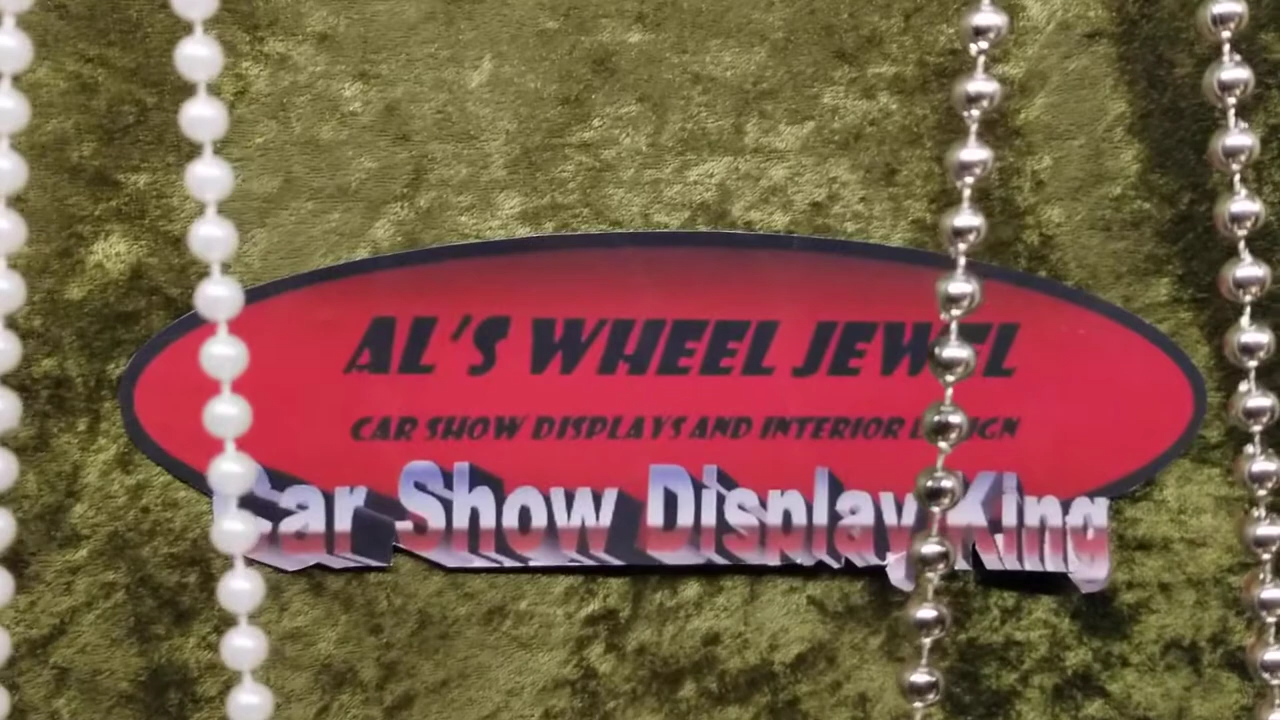 AL'S WHEEL JEWEL
CAR SHOW DISPLAYS AND INTERIOR DESIGN
Car Show Display King